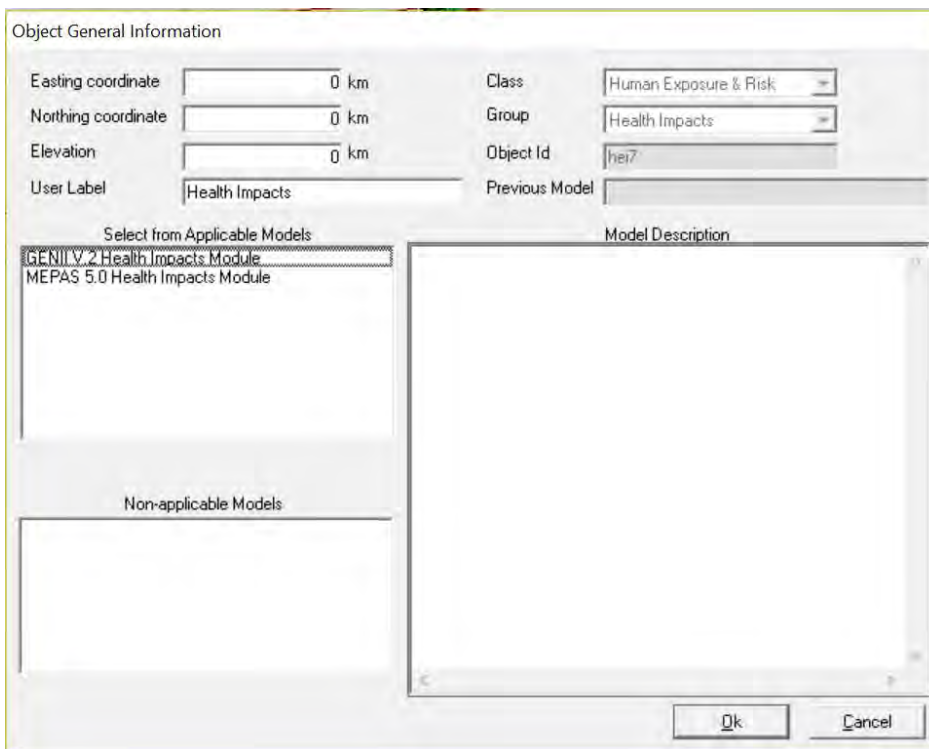 Object General Information
Easting coordinate 0 km Class Human Exposure & Risk
Northing coordinate 0 km Group Health Impacts
Elevation 0 km Object Id hei7
User Label Health Impacts Previous Model
Select from Applicable Models Model Description
GENII V.2 Health Impacts Module
MEPAS 5.0 Health Impacts Module
Non-applicable Models
Ok Cancel